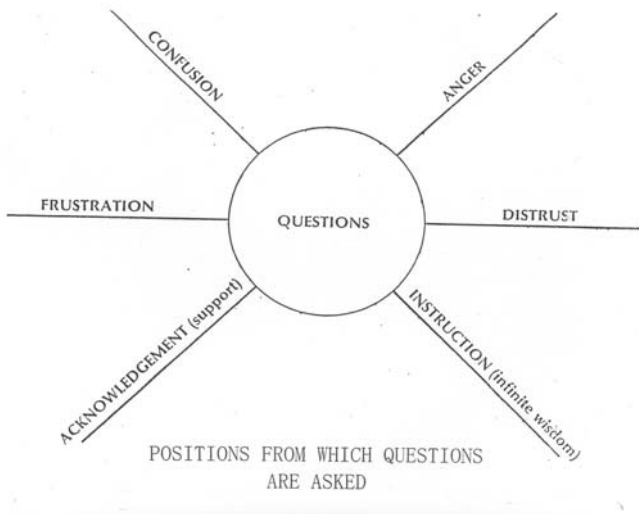 CONFUSION
ANGER
FRUSTRATION
QUESTIONS
DISTRUST
ACKNOWLEDGEMENT (support)
INSTRUCTION (infinite wisdom)
POSITIONS FROM WHICH QUESTIONS
ARE ASKED